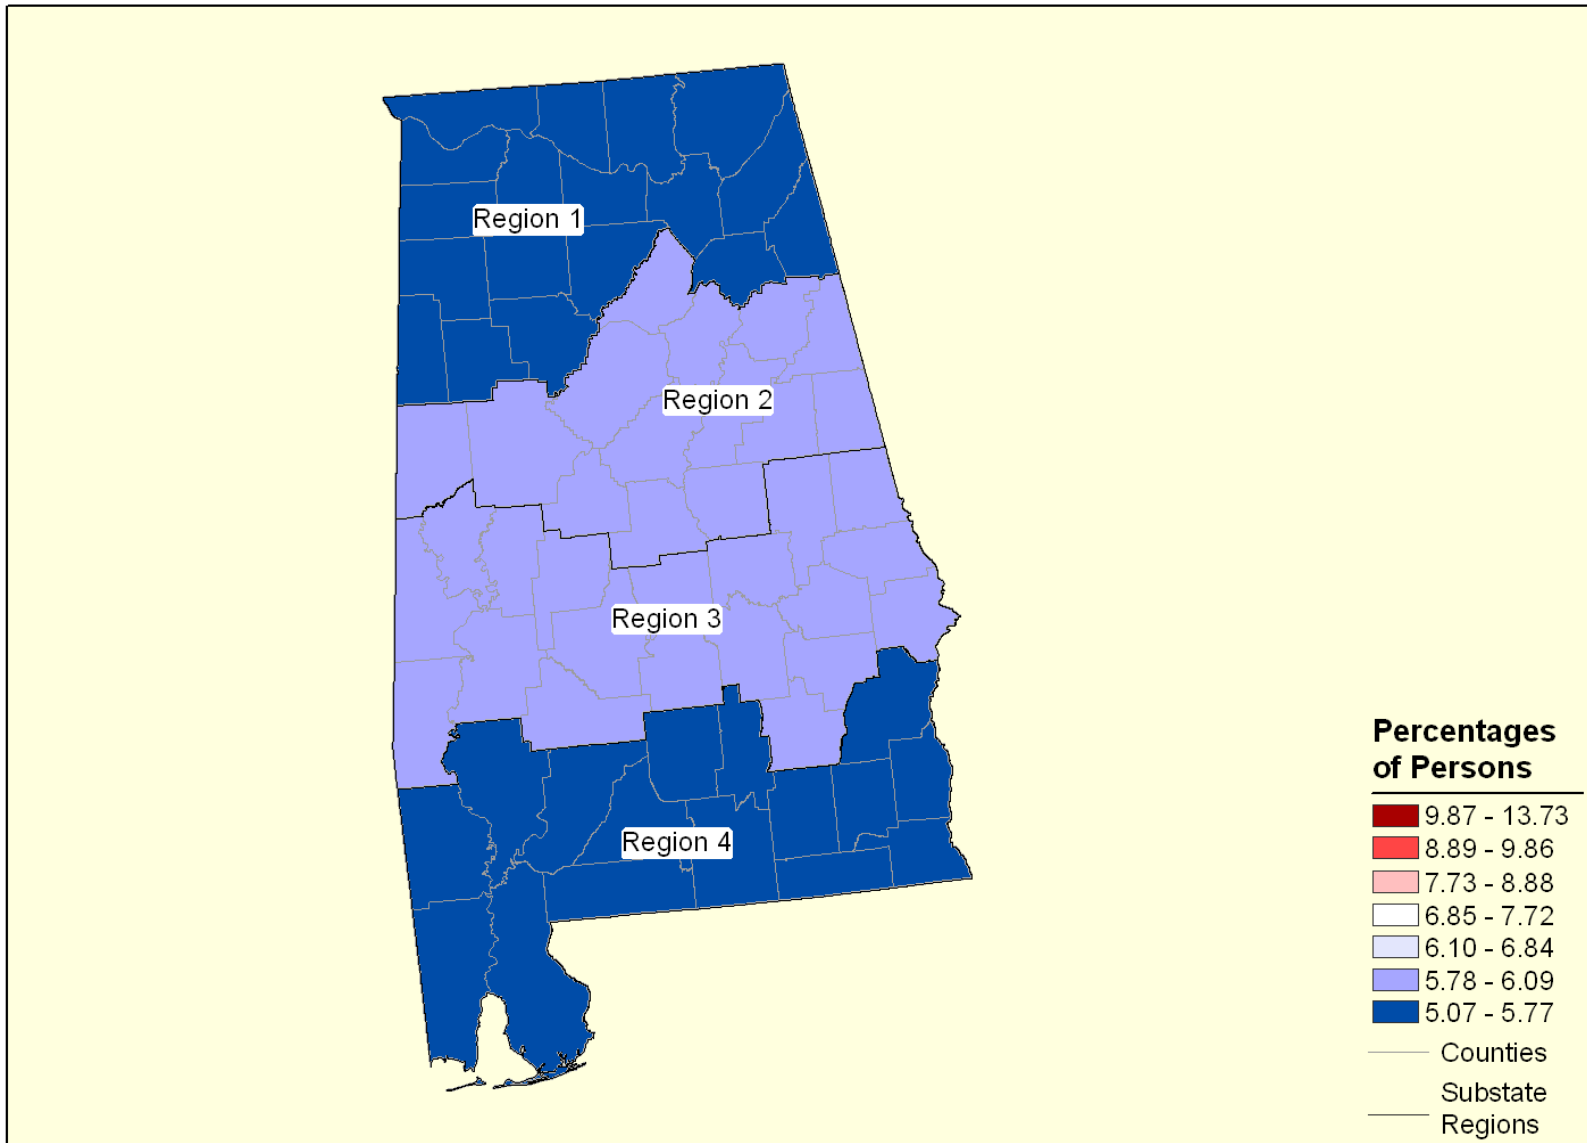 Region 1
Region 2
Region 3
Region 4
Percentages
of Persons
9.87 - 13.73
8.89 - 9.86
7.73 - 8.88
6.85 - 7.72
6.10 - 6.84
5.78 - 6.09
5.07 - 5.77
Counties
Substate
Regions